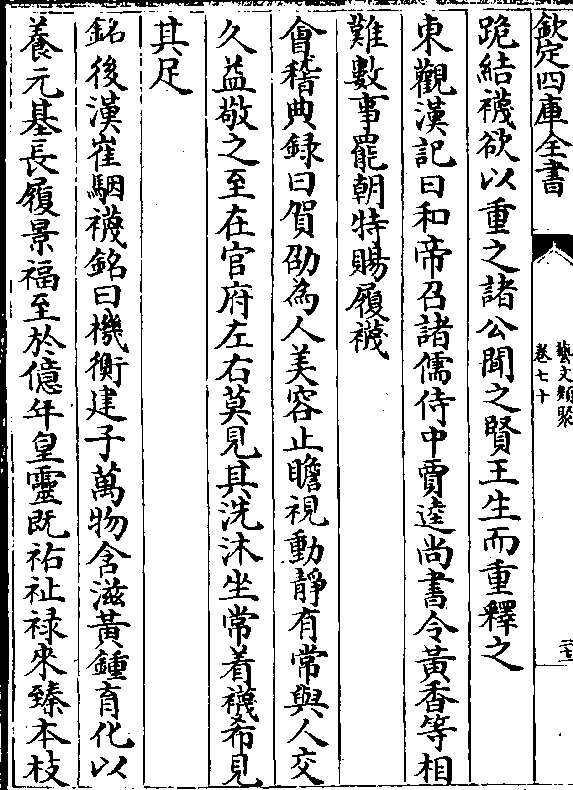 欽定四庫全書
藝文類聚
卷七十
跪結襪欲以重之諸公聞之賢王生而重釋之
東觀漢記曰和帝召諸儒侍中賈逵尚書令黃香等相
難數事罷朝特賜履襪
會稽典錄曰賀劭為人美容止瞻視動靜有常與人交
久益敬之至在官府左右莫見其洗沐坐常着襪希見
其足
銘後漢崔駰襪銘曰機衡建子萬物含滋黃鍾育化以
養元基長履景福至於億年皇靈既祐祉祿來臻本枝